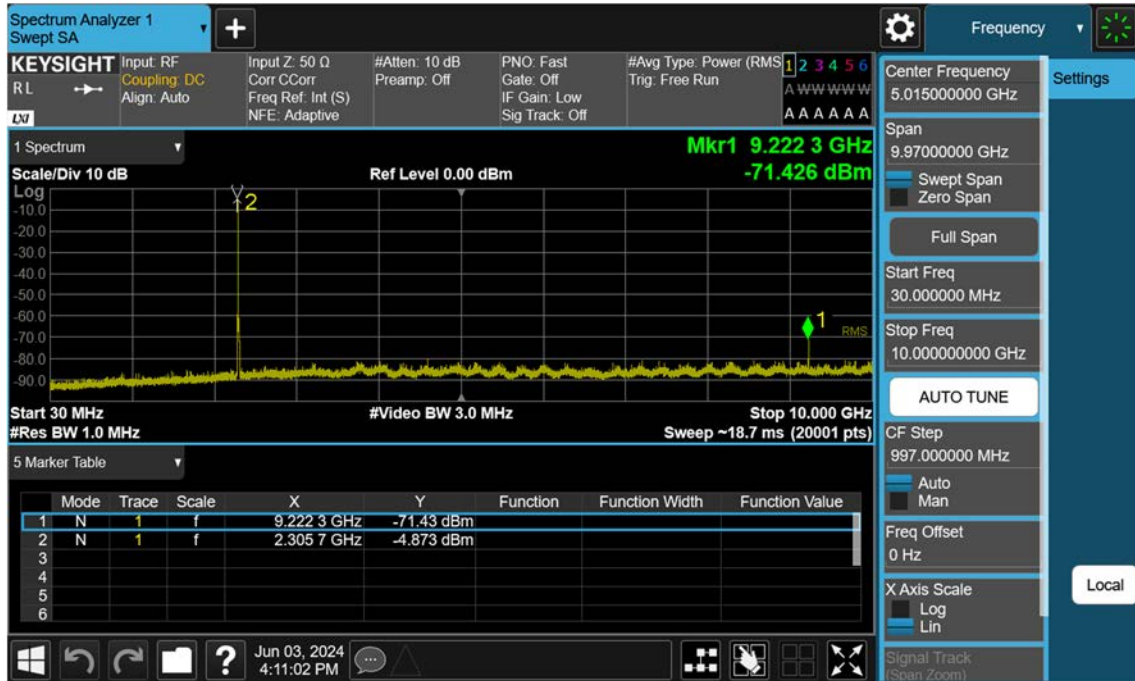 Spectrum Analyzer 1
Swept SA
Frequency
KEYSIGHT
R L
LXI
Input: RF
Coupling: DC
Align: Auto
Input Z: 50 Ω
Corr CCorr
Freq Ref: Int (S)
NFE: Adaptive
#Atten: 10 dB
Preamp: Off
PNO: Fast
Gate: Off
IF Gain: Low
Sig Track: Off
#Avg Type: Power (RMS
Trig: Free Run
1 2 3 4 5 6
A W W W W W
A A A A A A
1 Spectrum
Scale/Div 10 dB
Ref Level 0.00 dBm
Mkr1 9.222 3 GHz
-71.426 dBm
Log
-10.0
-20.0
-30.0
-40.0
-50.0
-60.0
-70.0
-80.0
-90.0
2
1
RMS
Start 30 MHz
#Video BW 3.0 MHz
Stop 10.000 GHz
#Res BW 1.0 MHz
Sweep ~18.7 ms (20001 pts)
5 Marker Table
Mode Trace Scale X Y Function Function Width Function Value
1 N 1 f 9.222 3 GHz -71.43 dBm
2 N 1 f 2.305 7 GHz -4.873 dBm
3
4
5
6
Jun 03, 2024
4:11:02 PM
Center Frequency
5.015000000 GHz
Span
9.97000000 GHz
Swept Span
Zero Span
Full Span
Start Freq
30.000000 MHz
Stop Freq
10.000000000 GHz
AUTO TUNE
CF Step
997.000000 MHz
Auto
Man
Freq Offset
0 Hz
X Axis Scale
Log
Lin
Signal Track
(Span Zoom)
Settings
Local